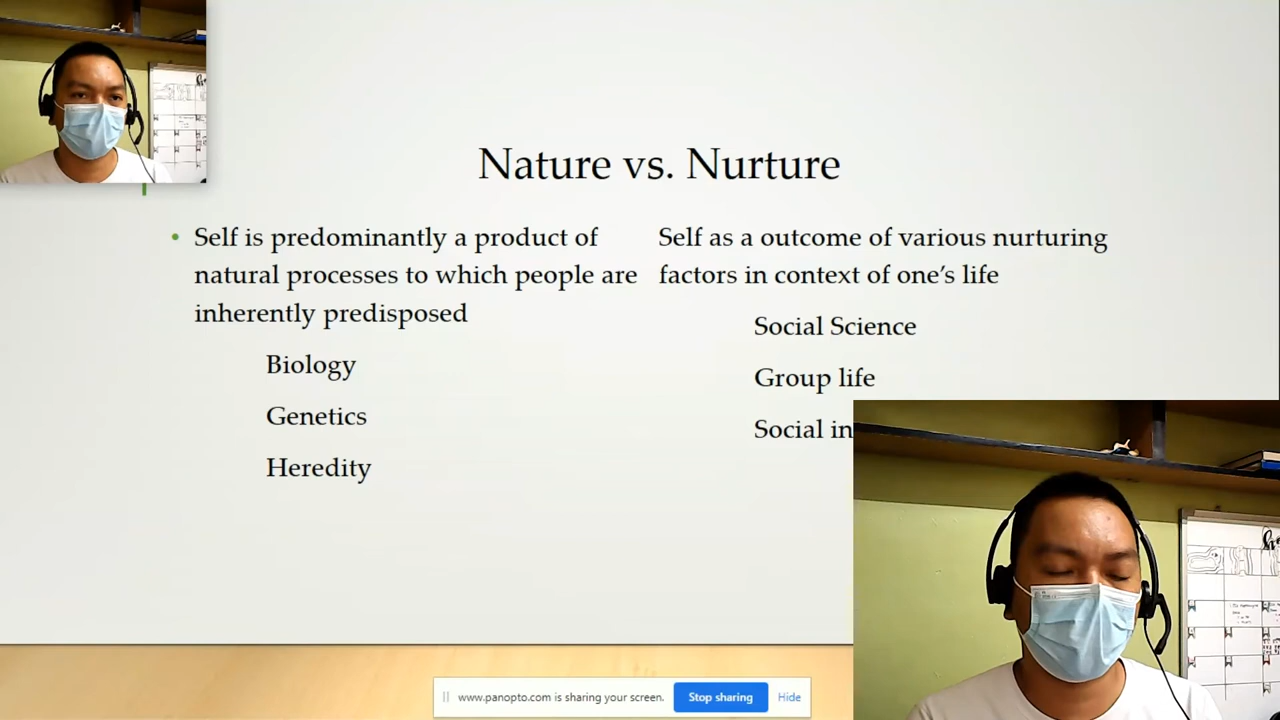 Nature vs. Nurture
• Self is predominantly a product of
natural processes to which people are
inherently predisposed
Biology
Genetics
Heredity
Self as a outcome of various nurturing
factors in context of one’s life
Social Science
Group life
Social in
www.panopto.com is sharing your screen.
Stop sharing
Hide